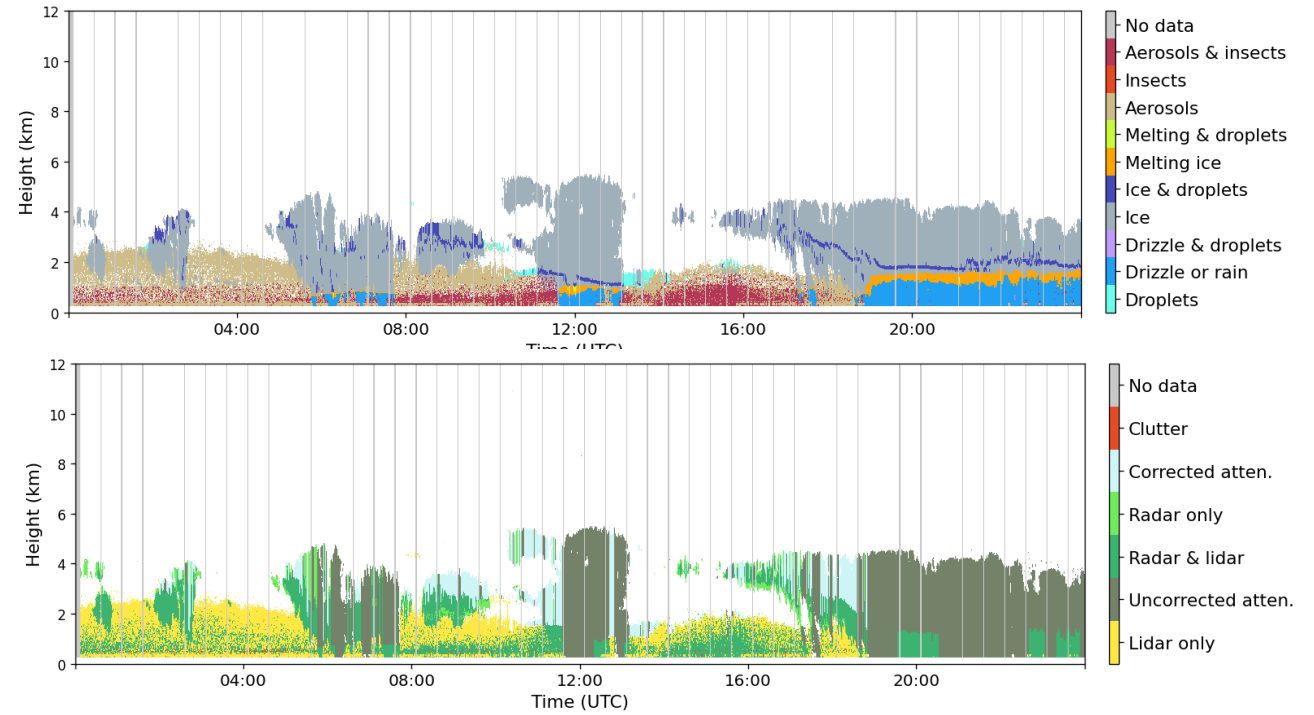 12
10
8
6
4
2
0
Height (km)
04:00 08:00 12:00 16:00 20:00
Time (UTC)
No data
Aerosols & insects
Insects
Aerosols
Melting & droplets
Melting ice
Ice & droplets
Ice
Drizzle & droplets
Drizzle or rain
Droplets
12
10
8
6
4
2
0
Height (km)
04:00 08:00 12:00 16:00 20:00
Time (UTC)
No data
Clutter
Corrected atten.
Radar only
Radar & lidar
Uncorrected atten.
Lidar only